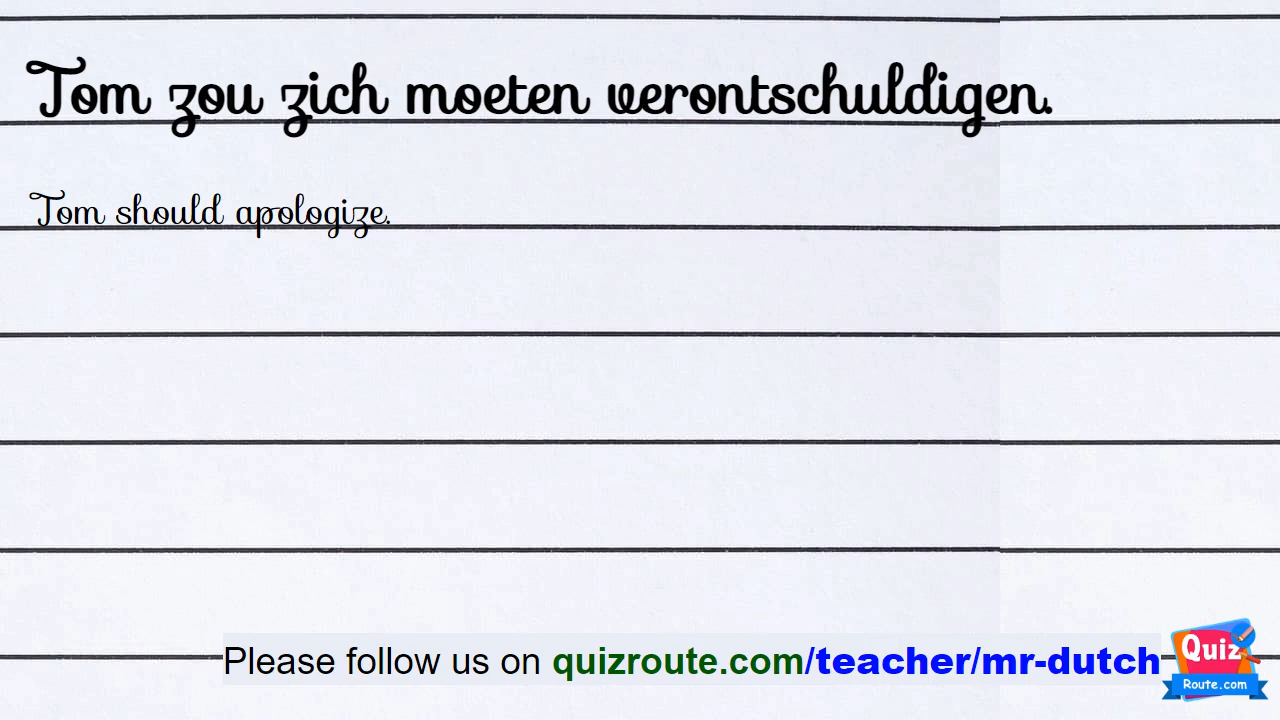 Tom zou zich moeten verontschuldigen.
Tom should apologize.
Please follow us on quizroute.com/teacher/mr-dutch
Quiz
Route.com